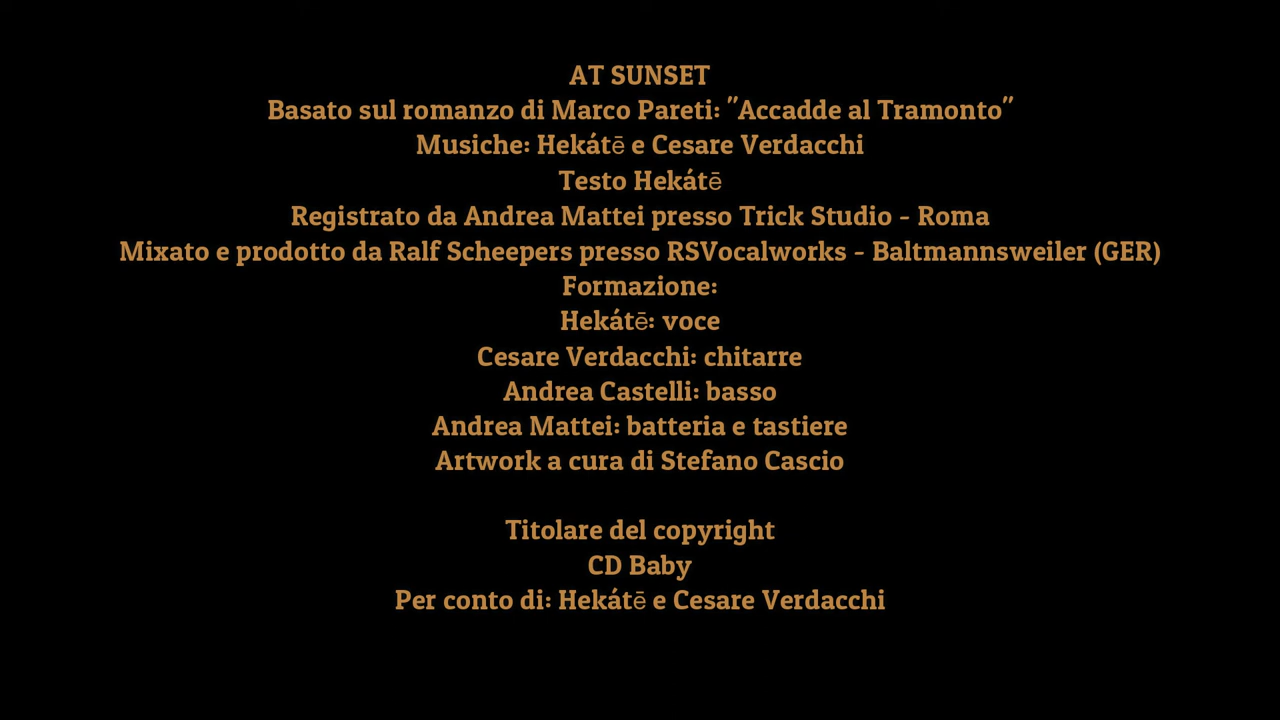 AT SUNSET
Basato sul romanzo di Marco Pareti: "Accadde al Tramonto"
Musiche: Hekátē e Cesare Verdacchi
Testo Hekátē
Registrato da Andrea Mattei presso Trick Studio - Roma
Mixato e prodotto da Ralf Scheepers presso RSVocalworks - Baltmannsweiler (GER)
Formazione:
Hekátē: voce
Cesare Verdacchi: chitarre
Andrea Castelli: basso
Andrea Mattei: batteria e tastiere
Artwork a cura di Stefano Cascio
Titolare del copyright
CD Baby
Per conto di: Hekátē e Cesare Verdacchi